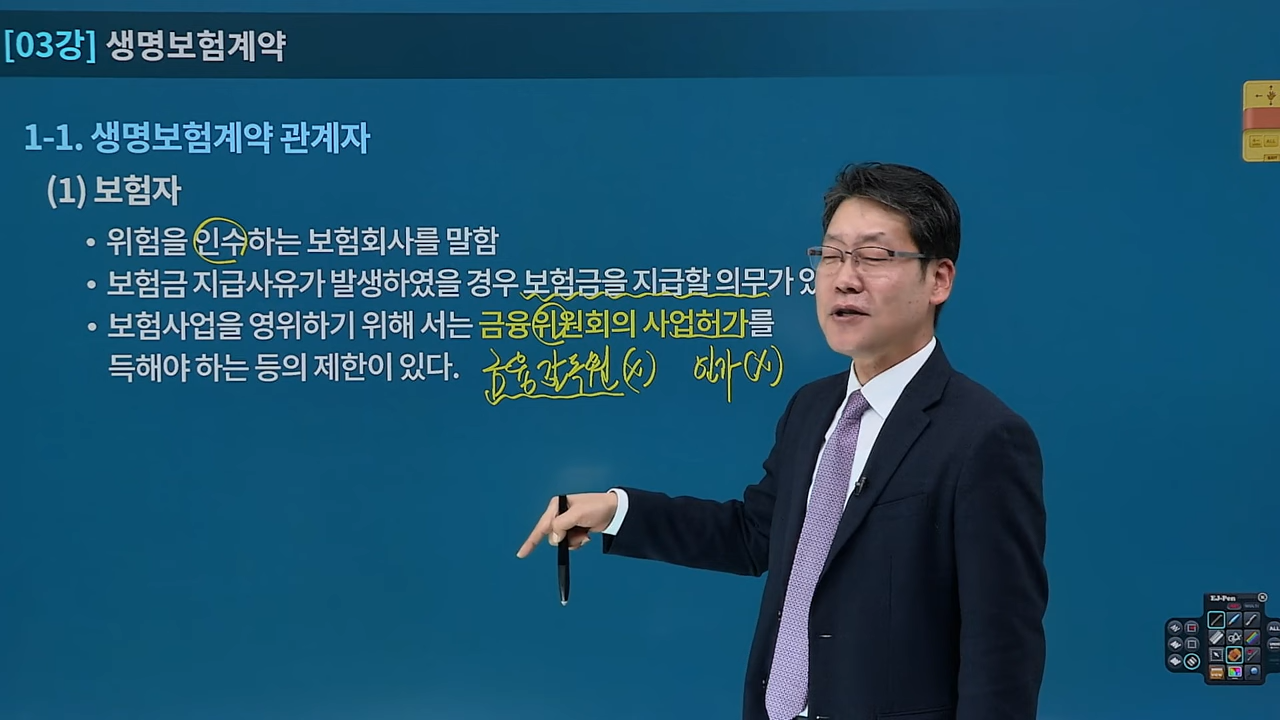 [03강] 생명보험계약
1-1. 생명보험계약 관계자
(1) 보험자
• 위험을 인수하는 보험회사를 말함
• 보험금 지급사유가 발생하였을 경우 보험금을 지급할 의무가 있
• 보험사업을 영위하기 위해 서는 금융위원회의 사업허가를
득해야 하는 등의 제한이 있다.
금융감독원(x) 인가(x)
EJ-Pen